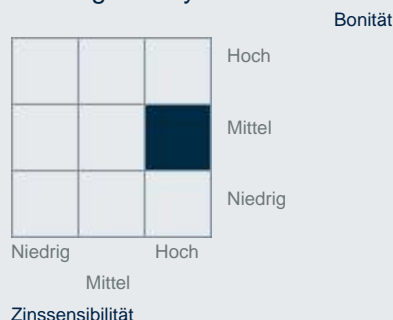 Bonität
Hoch
Mittel
Niedrig
Niedrig
Hoch
Mittel
Zinssensibilität